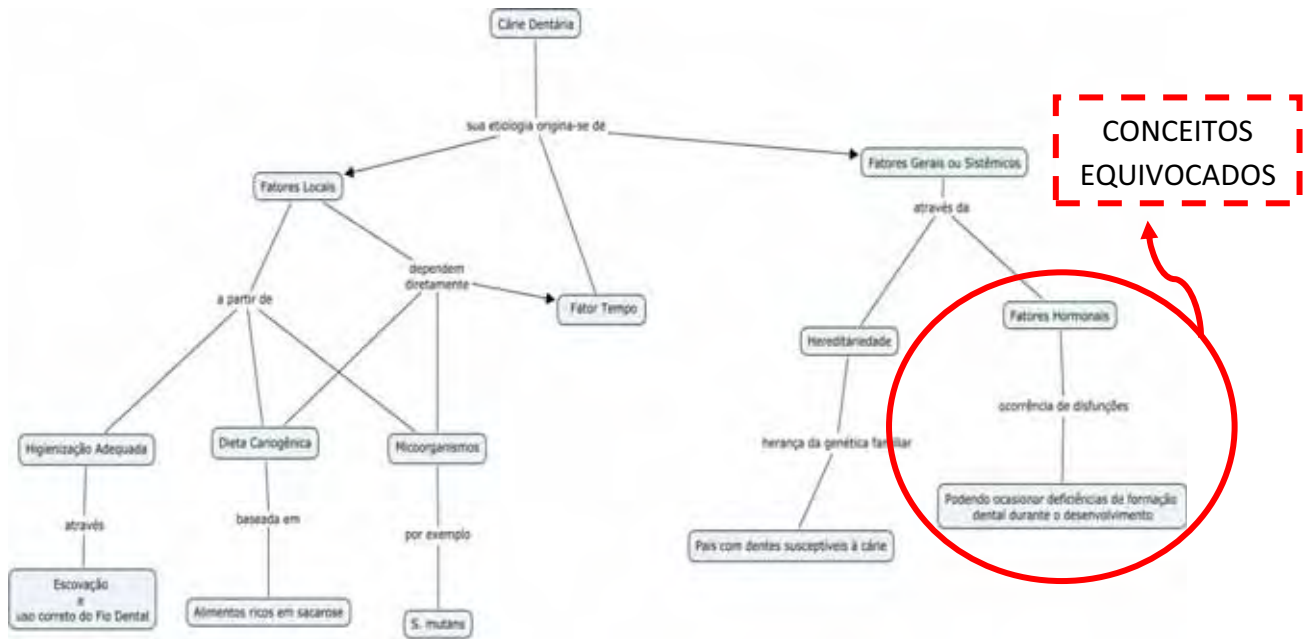 Cárie Dentária
sua etiologia origina-se de
Fatores Locais
Fatores Gerais ou Sistêmicos
CONCEITOS
EQUIVOCADOS
através da
dependem
diretamente
a partir de
Fator Tempo
Fatores Hormonais
Hereditariedade
ocorrência de disfunções
Higienização Adequada
Dieta Cariogênica
Micoorganismos
herança da genética familiar
através
baseada em
por exemplo
Podendo ocasionar deficiências de formação
dental durante o desenvolvimento
Pais com dentes susceptíveis à cárie
Escovação
e
uso correto do Fio Dental
Alimentos ricos em sacarose
S. mutans